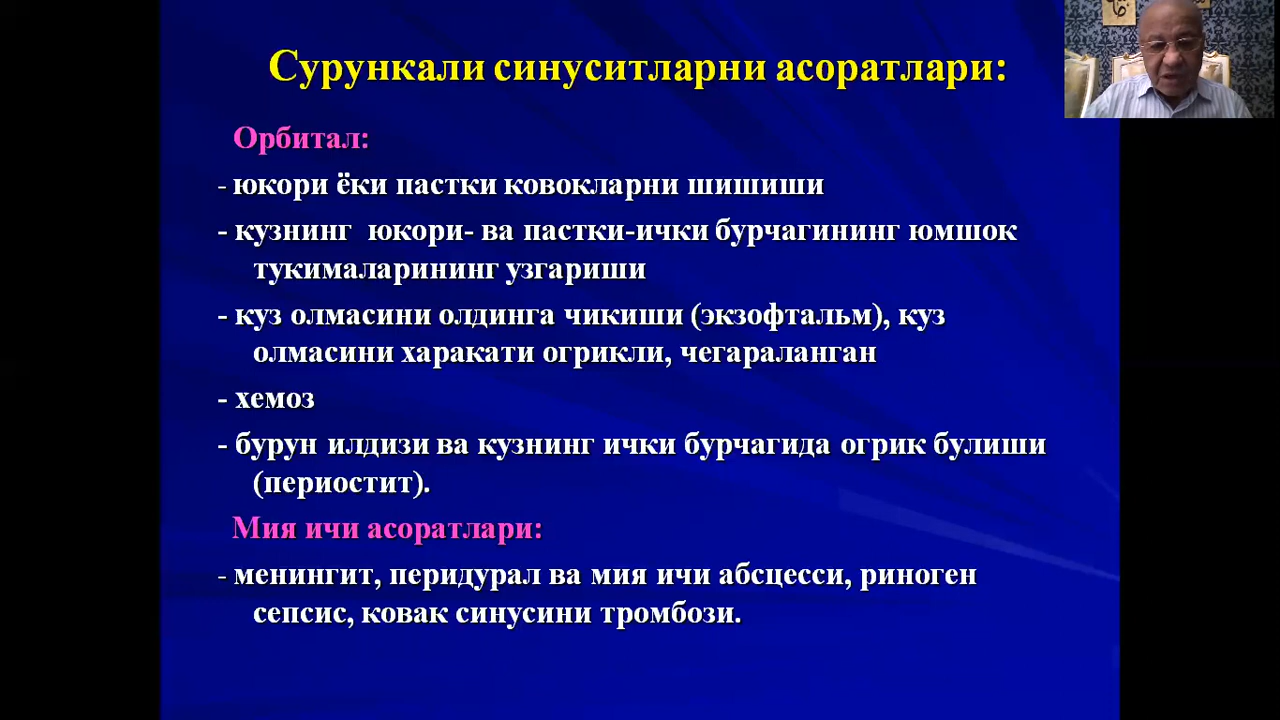 Сурункали синуситларни асоратлари:
Орбитал:
- юкори ёки пастки ковокларни шишиши
- кузнинг юкори- ва пастки-ички бурчагининг юмшок
тукималарининг узгариши
- куз олмасини олдинга чикиши (экзофтальм), куз
олмасини харакати огрикли, чегараланган
- хемоз
- бурун илдизи ва кузнинг ички бурчагида огрик булиши
(периостит).
Мия ичи асоратлари:
- менингит, перидурал ва мия ичи абсцесси, риноген
сепсис, ковак синусини тромбози.